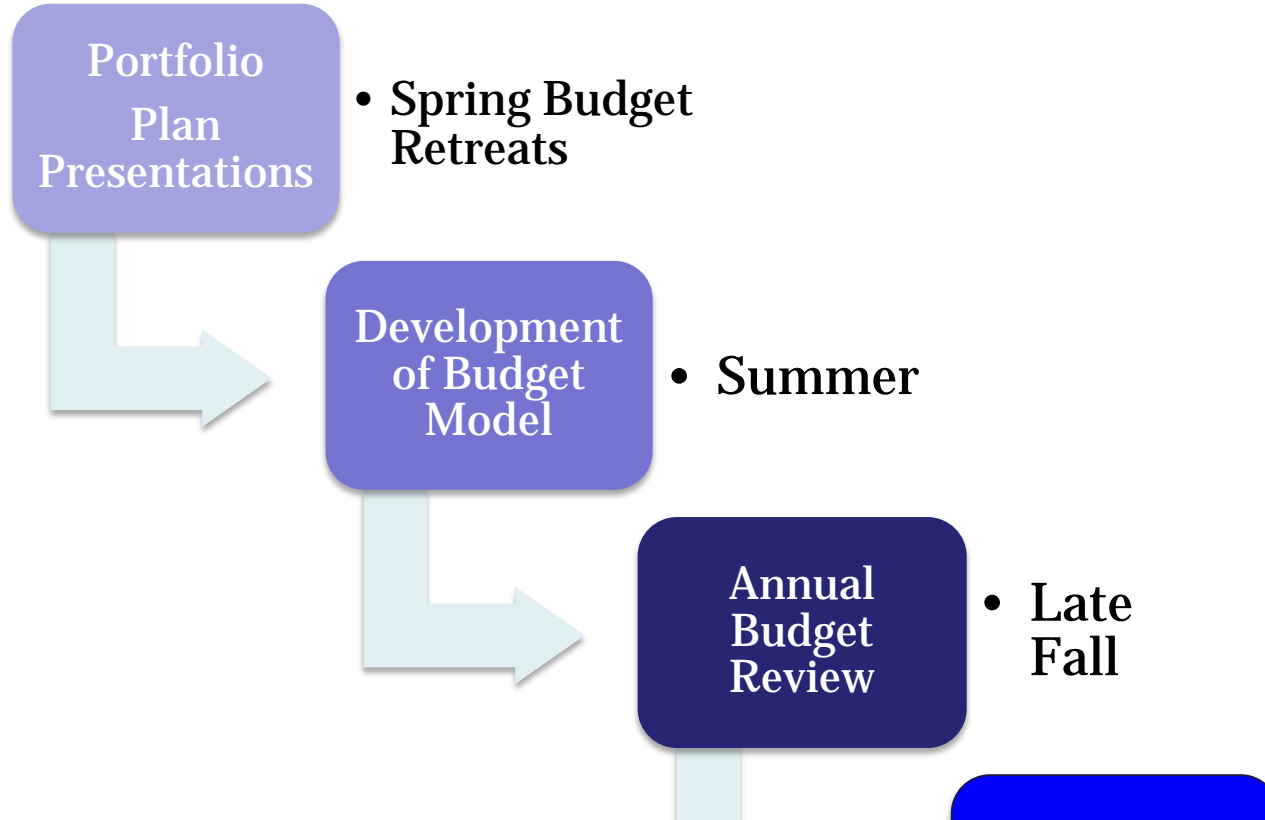 Portfolio
Plan
Presentations
• Spring Budget
Retreats
Development
of Budget
Model
• Summer
Annual
Budget
Review
• Late
Fall